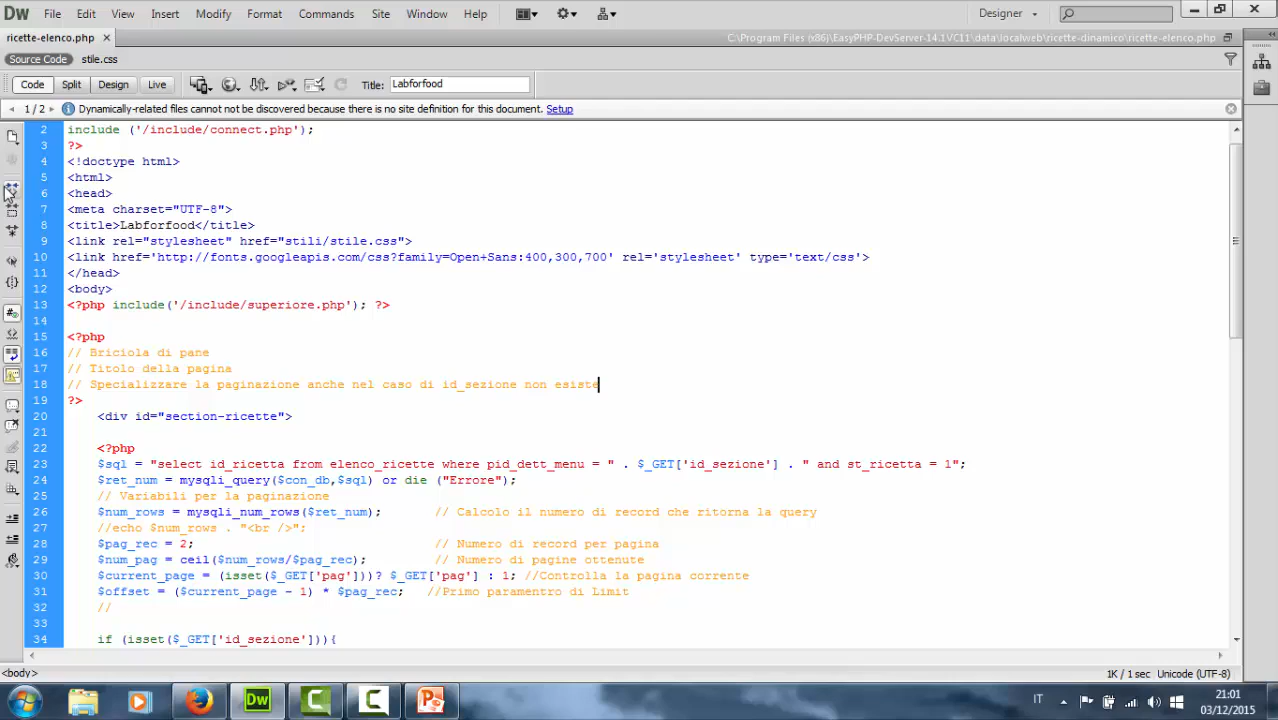 Dw File Edit View Insert Modify Format Commands Site Window Help Designer
ricette-elenco.php × C:\Program Files (x86)\EasyPHP-DevServer-14.1VC11\data\localweb\ricette-dinamico\ricette-elenco.php
Source Code stile.css
Code Split Design Live Title: Labforfood
1 / 2 Dynamically-related files cannot not be discovered because there is no site definition for this document. Setup
2 include ('/include/connect.php');
3 ?>
4 <!doctype html>
5 <html>
6 <head>
7 <meta charset="UTF-8">
8 <title>Labforfood</title>
9 <link rel="stylesheet" href="stili/stile.css">
10 <link href='http://fonts.googleapis.com/css?family=Open+Sans:400,300,700' rel='stylesheet' type='text/css'>
11 </head>
12 <body>
13 <?php include('/include/superiore.php'); ?>
14
15 <?php
16 // Briciola di pane
17 // Titolo della pagina
18 // Specializzare la paginazione anche nel caso di id_sezione non esiste
19 ?>
20 <div id="section-ricette">
21
22 <?php
23 $sql = "select id_ricetta from elenco_ricette where pid_dett_menu = " . $_GET['id_sezione'] . " and st_ricetta = 1";
24 $ret_num = mysqli_query($con_db,$sql) or die ("Errore");
25 // Variabili per la paginazione
26 $num_rows = mysqli_num_rows($ret_num); // Calcolo il numero di record che ritorna la query
27 //echo $num_rows . "<br />";
28 $pag_rec = 2; // Numero di record per pagina
29 $num_pag = ceil($num_rows/$pag_rec); // Numero di pagine ottenute
30 $current_page = (isset($_GET['pag']))? $_GET['pag'] : 1; //Controlla la pagina corrente
31 $offset = ($current_page - 1) * $pag_rec; //Primo paramentro di Limit
32 //
33
34 if (isset($_GET['id_sezione'])){
<body> 1K / 1 sec Unicode (UTF-8)
Dw IT 21:01
03/12/2015